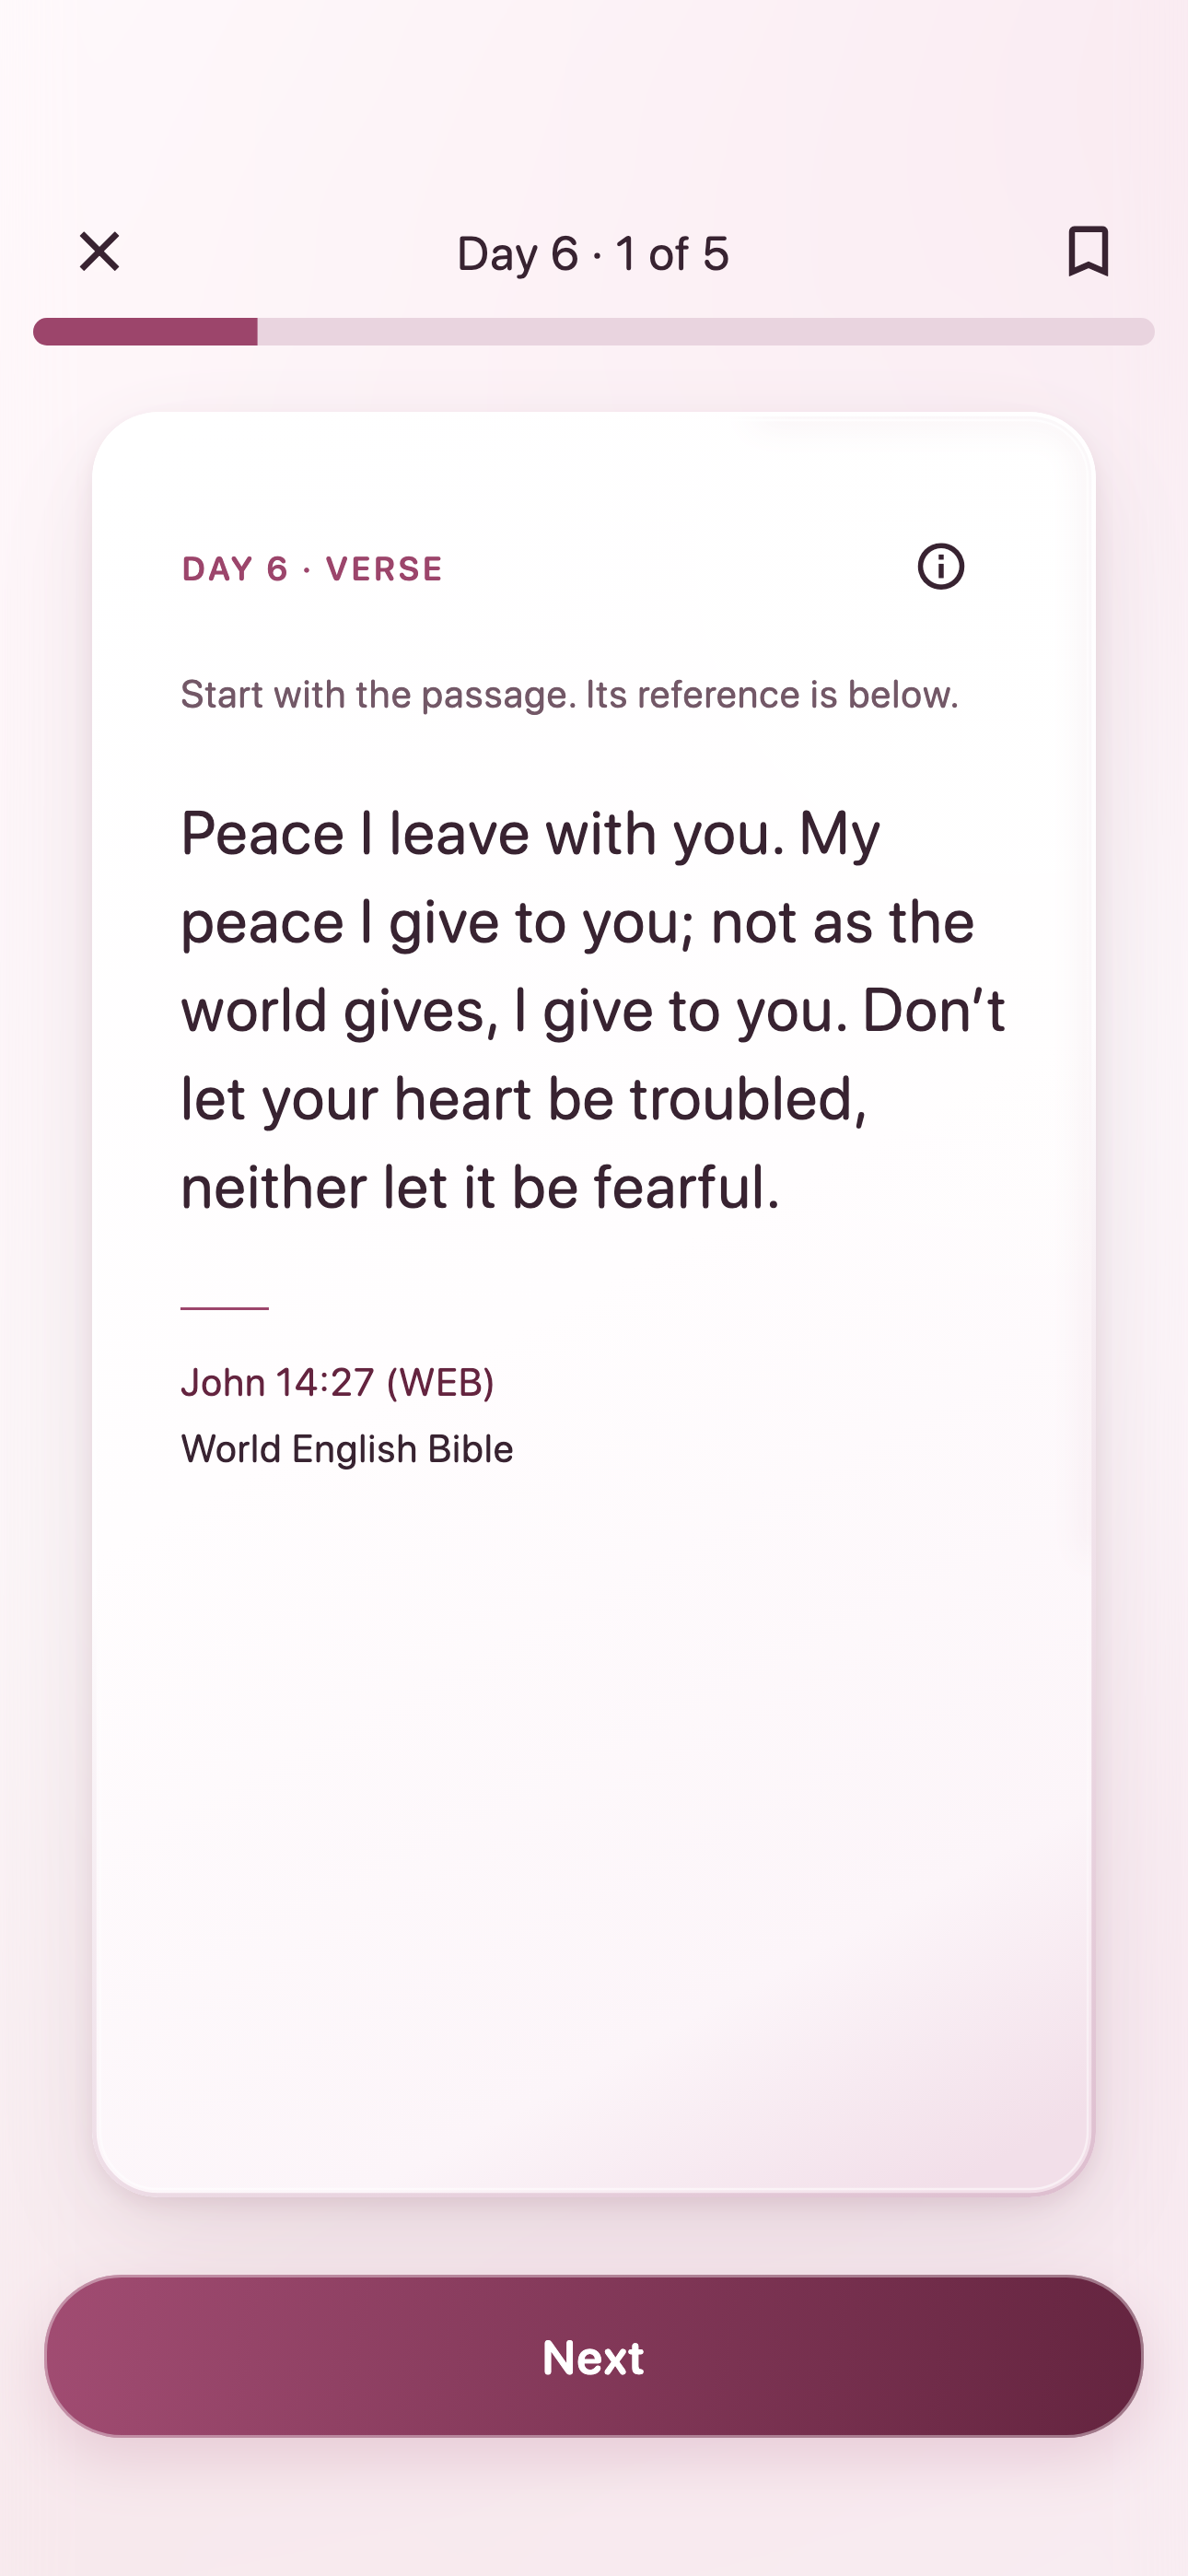 Day 6 · 1 of 5
DAY 6 · VERSE
Start with the passage. Its reference is below.
Peace I leave with you. My
peace I give to you; not as the
world gives, I give to you. Don’t
let your heart be troubled,
neither let it be fearful.
John 14:27 (WEB)
World English Bible
Next